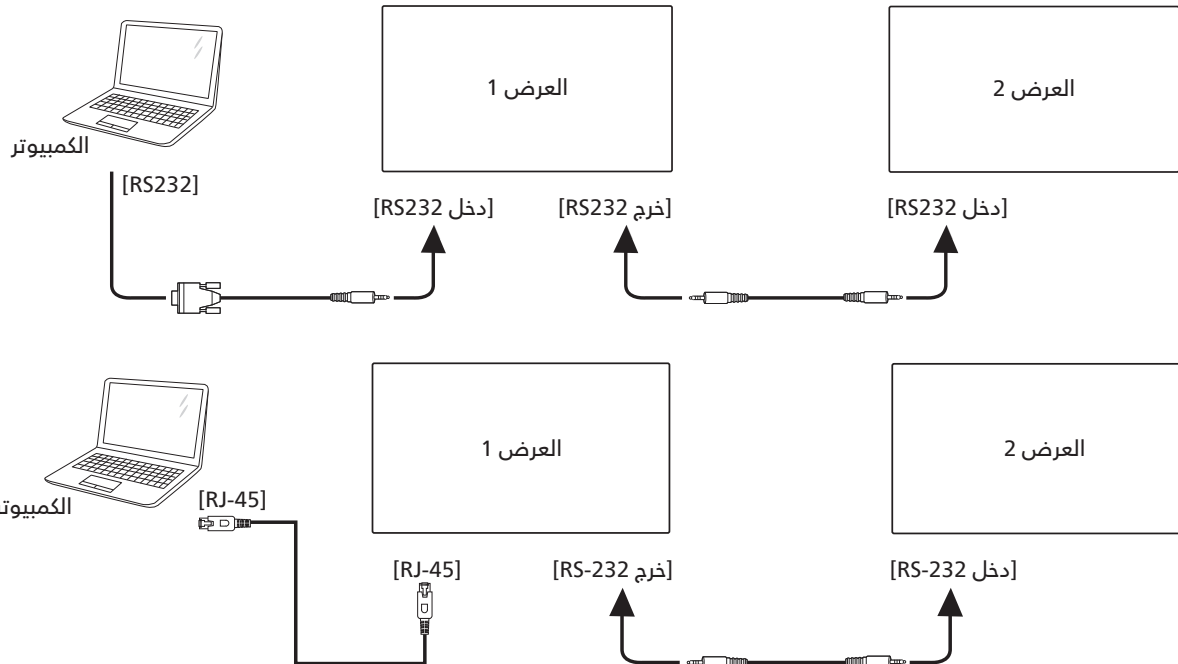 العرض 1
العرض 2
الكمبيوتر
[RS232]
[دخل RS232]
[خرج RS232]
[دخل RS232]
العرض 1
العرض 2
الكمبيوتر
[RJ-45]
[RJ-45]
[خرج RS-232]
[دخل RS-232]